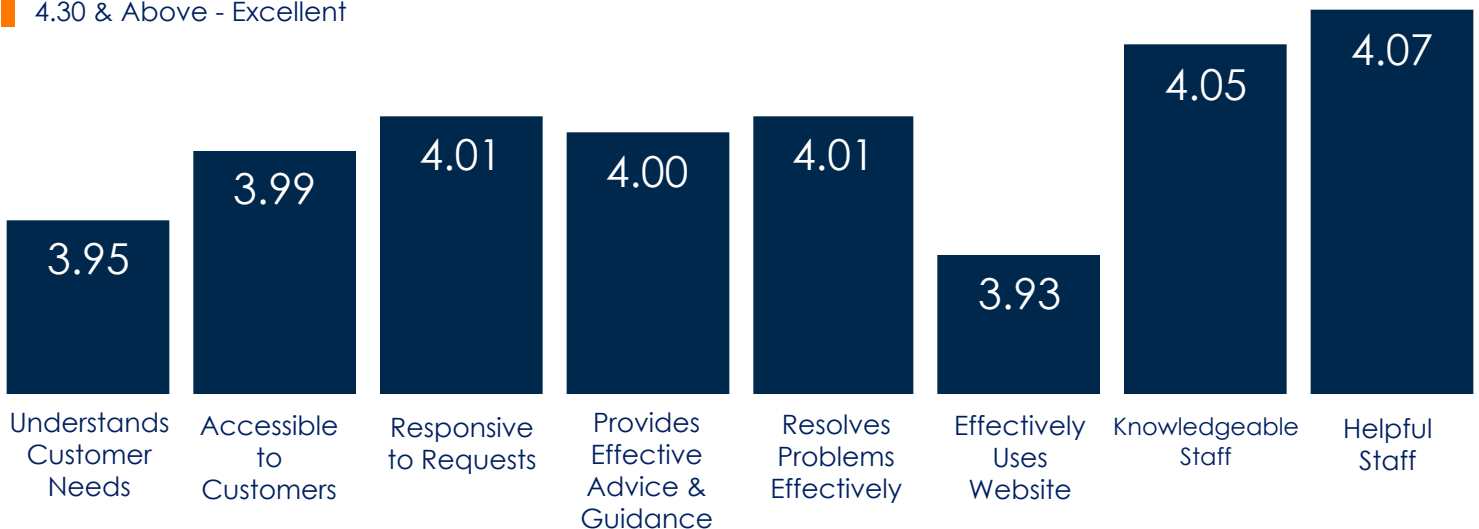 4.30 & Above - Excellent
3.95
3.99
4.01
4.00
4.01
3.93
4.05
4.07
Understands
Customer
Needs
Accessible
to
Customers
Responsive
to Requests
Provides
Effective
Advice &
Guidance
Resolves
Problems
Effectively
Effectively
Uses
Website
Knowledgeable
Staff
Helpful
Staff